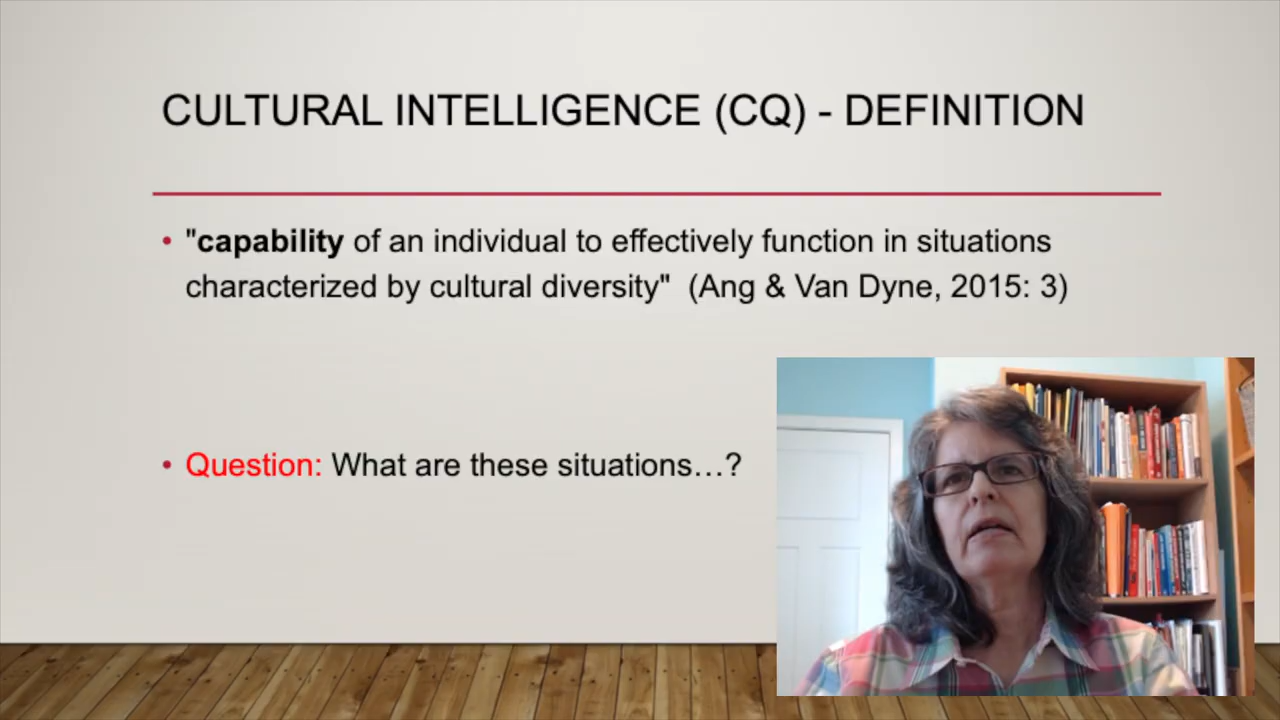 CULTURAL INTELLIGENCE (CQ) - DEFINITION
• "capability of an individual to effectively function in situations
characterized by cultural diversity" (Ang & Van Dyne, 2015: 3)
• Question: What are these situations…?